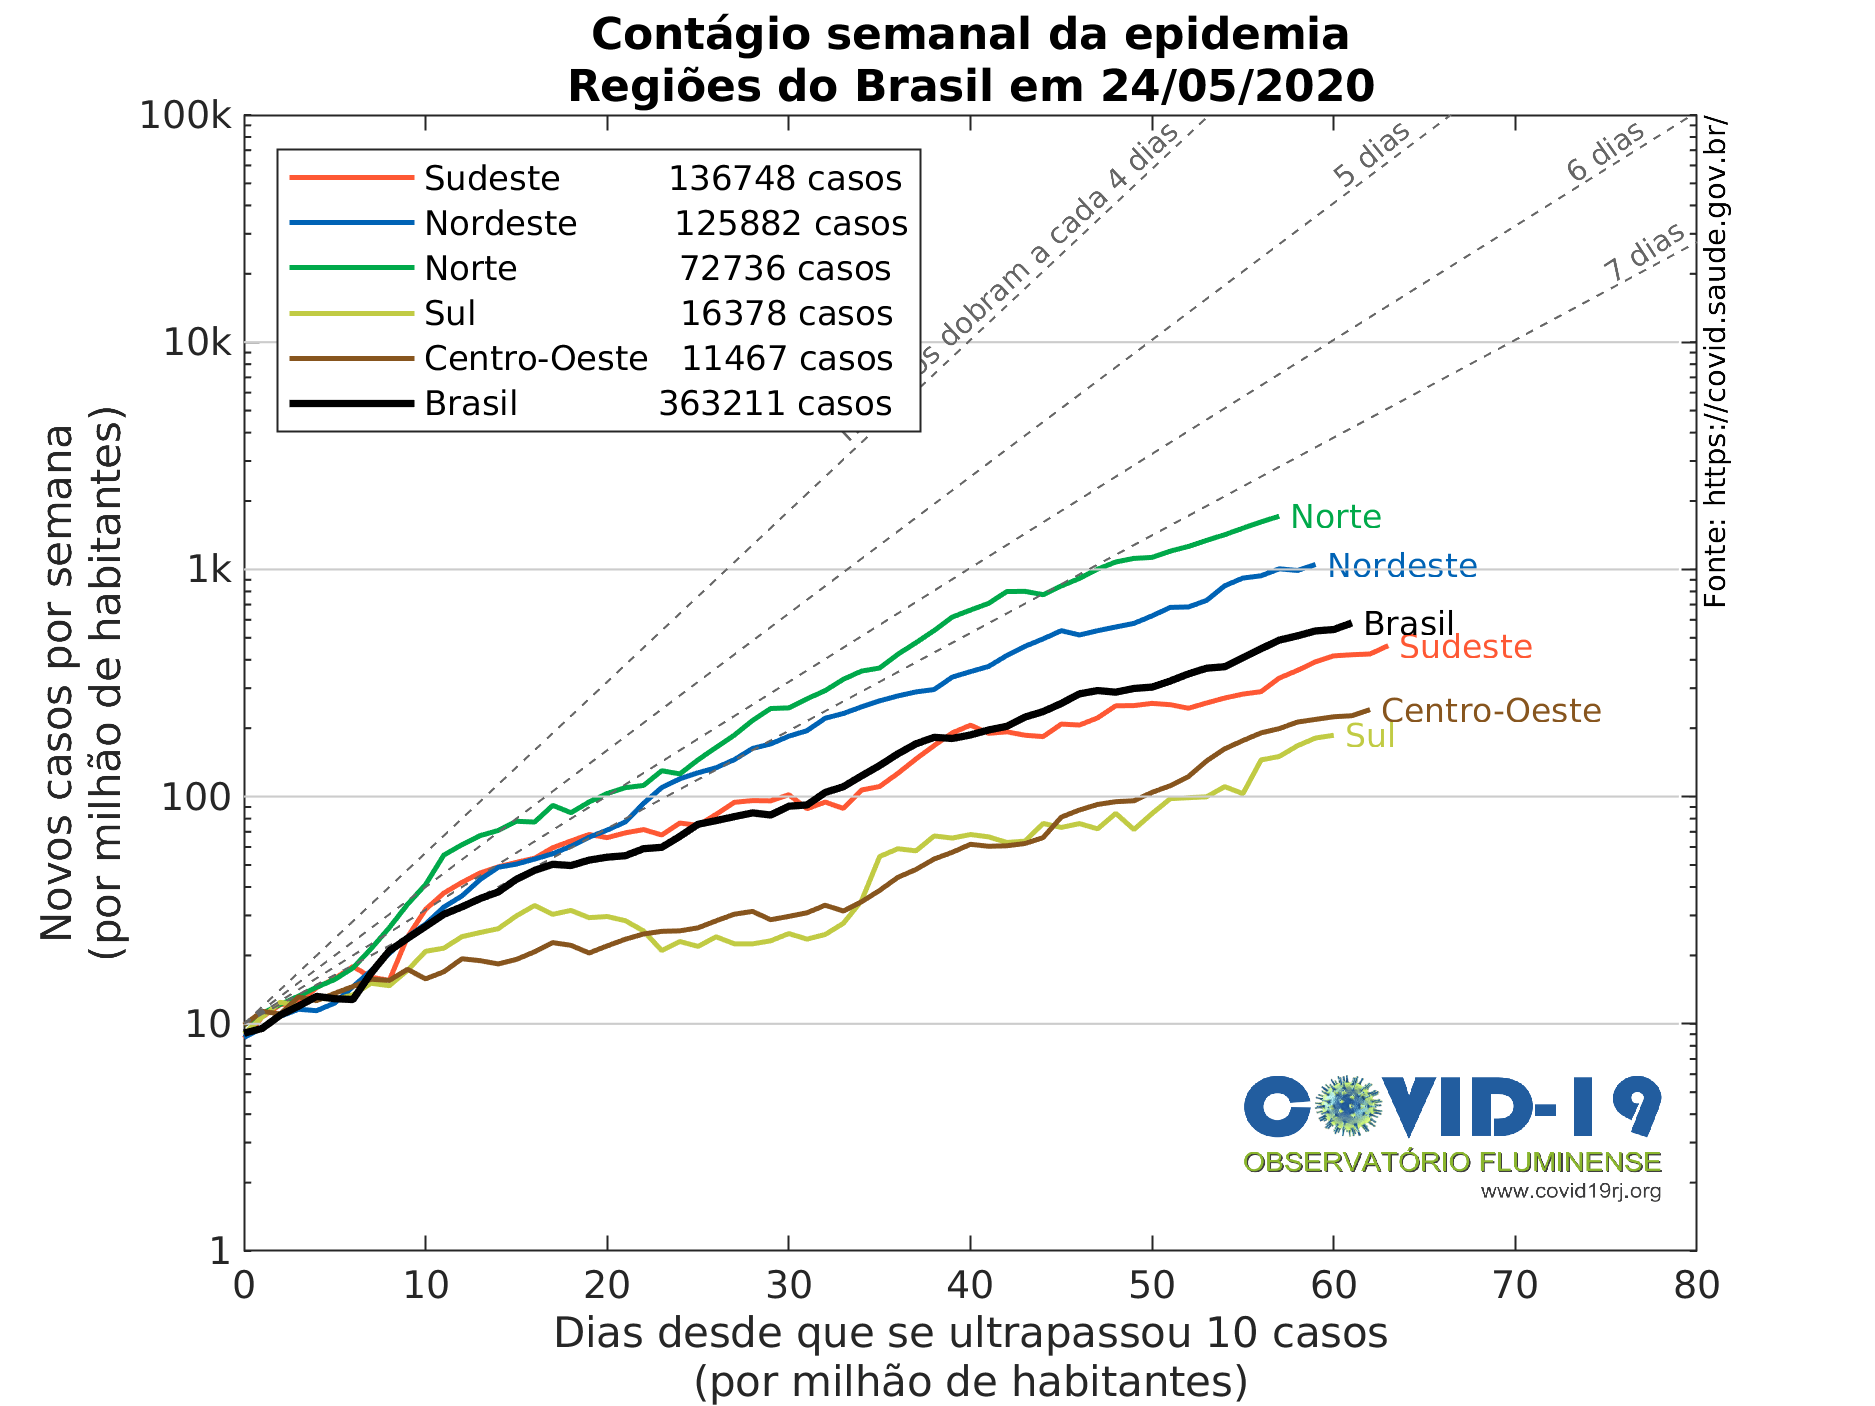 Contágio semanal da epidemia
Regiões do Brasil em 24/05/2020
100k
10k
1k
100
10
1
Novos casos por semana
(por milhão de habitantes)
Sudeste 136748 casos
Nordeste 125882 casos
Norte 72736 casos
Sul 16378 casos
Centro-Oeste 11467 casos
Brasil 363211 casos
dobram a cada 4 dias
5 dias
6 dias
7 dias
Fonte: https://covid.saude.gov.br/
Norte
Nordeste
Brasil
Sudeste
Centro-Oeste
Sul
COVID-19
OBSERVATÓRIO FLUMINENSE
www.covid19rj.org
0 10 20 30 40 50 60 70 80
Dias desde que se ultrapassou 10 casos
(por milhão de habitantes)